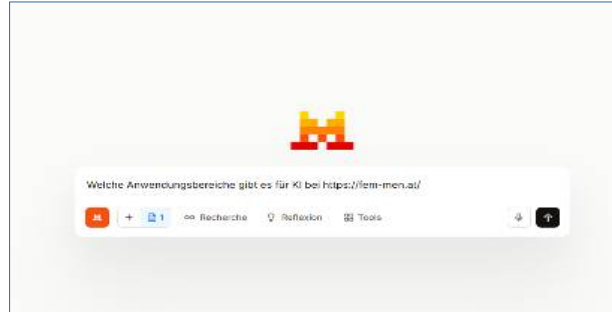 Welche Anwendungsbereiche gibt es für KI bei https://fem-men.at/
+ 1 Recherche Reflexion Tools